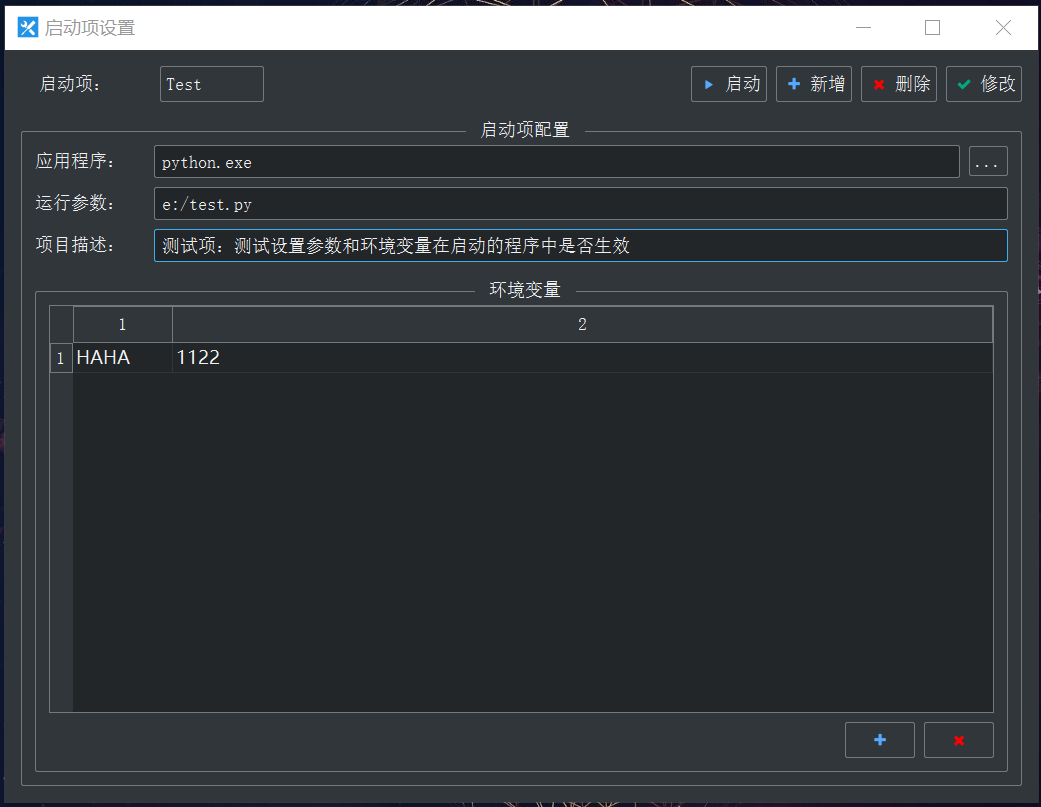 启动项设置
启动项： Test 启动 新增 删除 修改
启动项配置
应用程序： python.exe ...
运行参数： e:/test.py
项目描述： 测试项：测试设置参数和环境变量在启动的程序中是否生效
环境变量
1 2
1 HAHA 1122